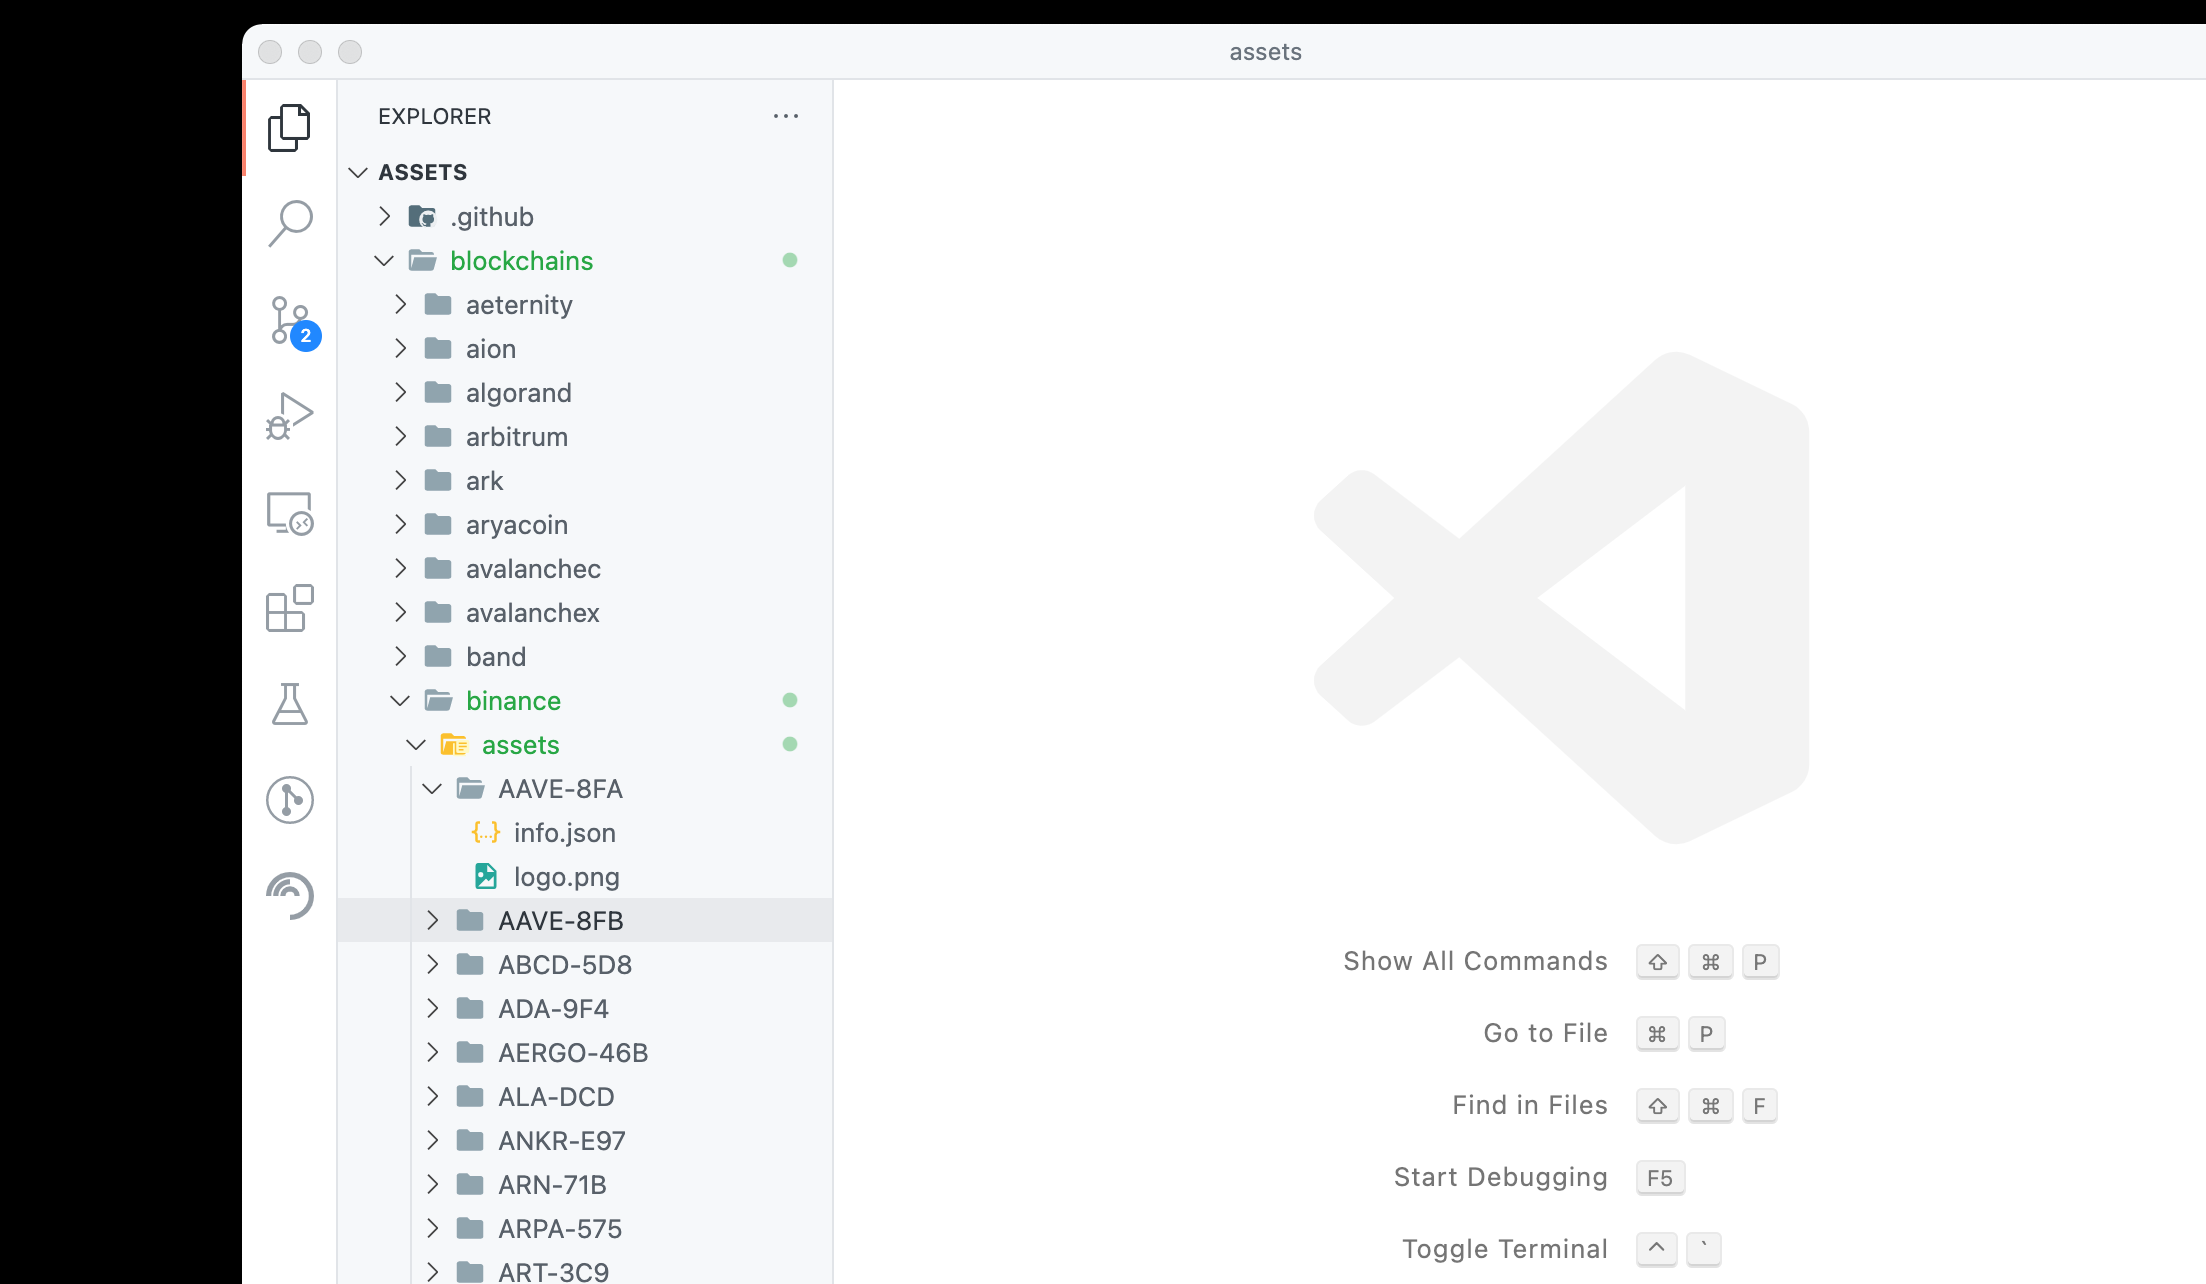 assets
EXPLORER
ASSETS
.github
blockchains
aeternity
aion
algorand
arbitrum
ark
aryacoin
avalanchec
avalanchex
band
binance
assets
AAVE-8FA
info.json
logo.png
AAVE-8FB
ABCD-5D8
ADA-9F4
AERGO-46B
ALA-DCD
ANKR-E97
ARN-71B
ARPA-575
ART-3C9
2
Show All Commands ⇧ ⌘ P
Go to File ⌘ P
Find in Files ⇧ ⌘ F
Start Debugging F5
Toggle Terminal ^ `